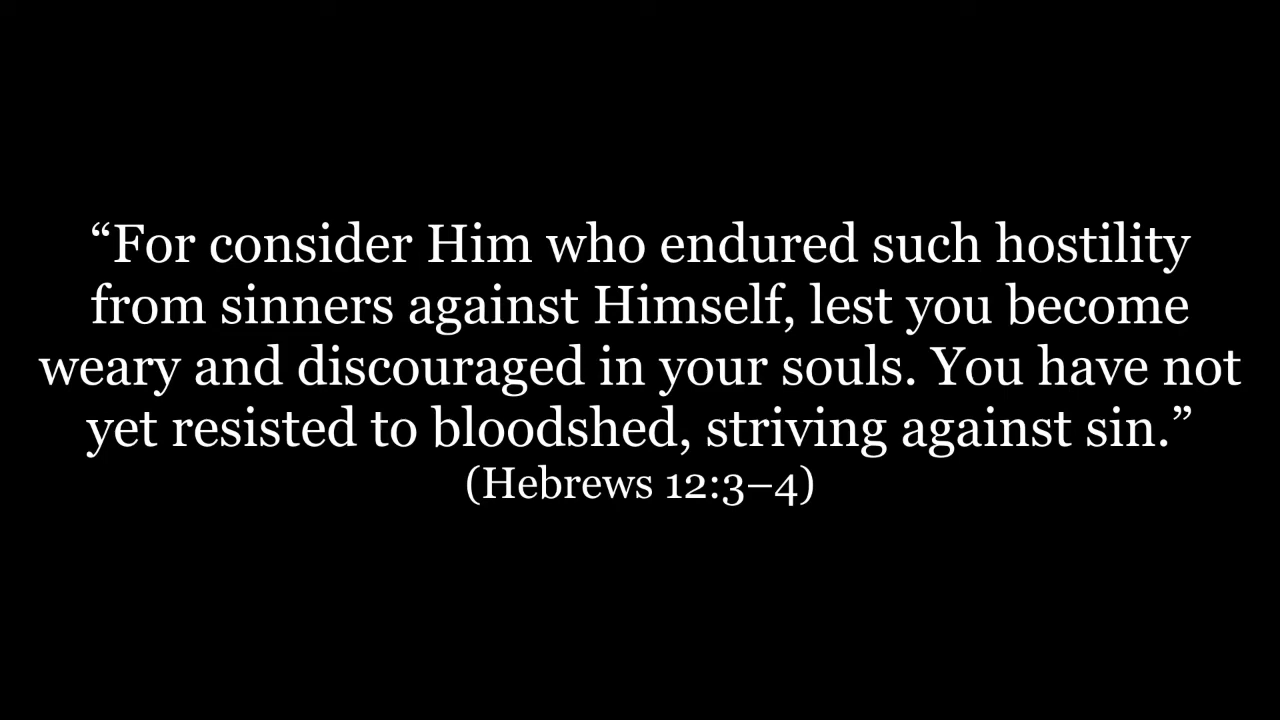 “For consider Him who endured such hostility
from sinners against Himself, lest you become
weary and discouraged in your souls. You have not
yet resisted to bloodshed, striving against sin.”
(Hebrews 12:3–4)